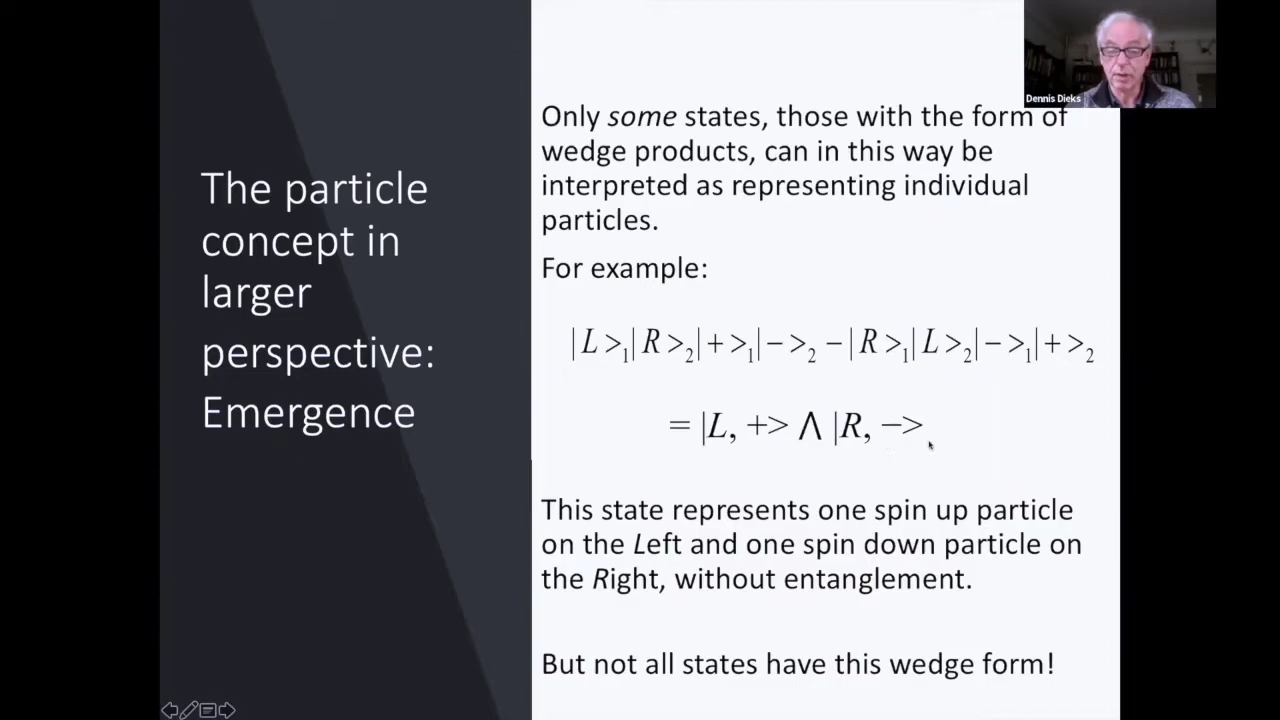 Dennis Dieks
The particle
concept in
larger
perspective:
Emergence
Only some states, those with the form of
wedge products, can in this way be
interpreted as representing individual
particles.
For example:
|L>₁|R>₂|+>₁|−>₂ −|R>₁|L>₂|−>₁|+>₂
= |L, +> ⋀ |R, −>
This state represents one spin up particle
on the Left and one spin down particle on
the Right, without entanglement.
But not all states have this wedge form!